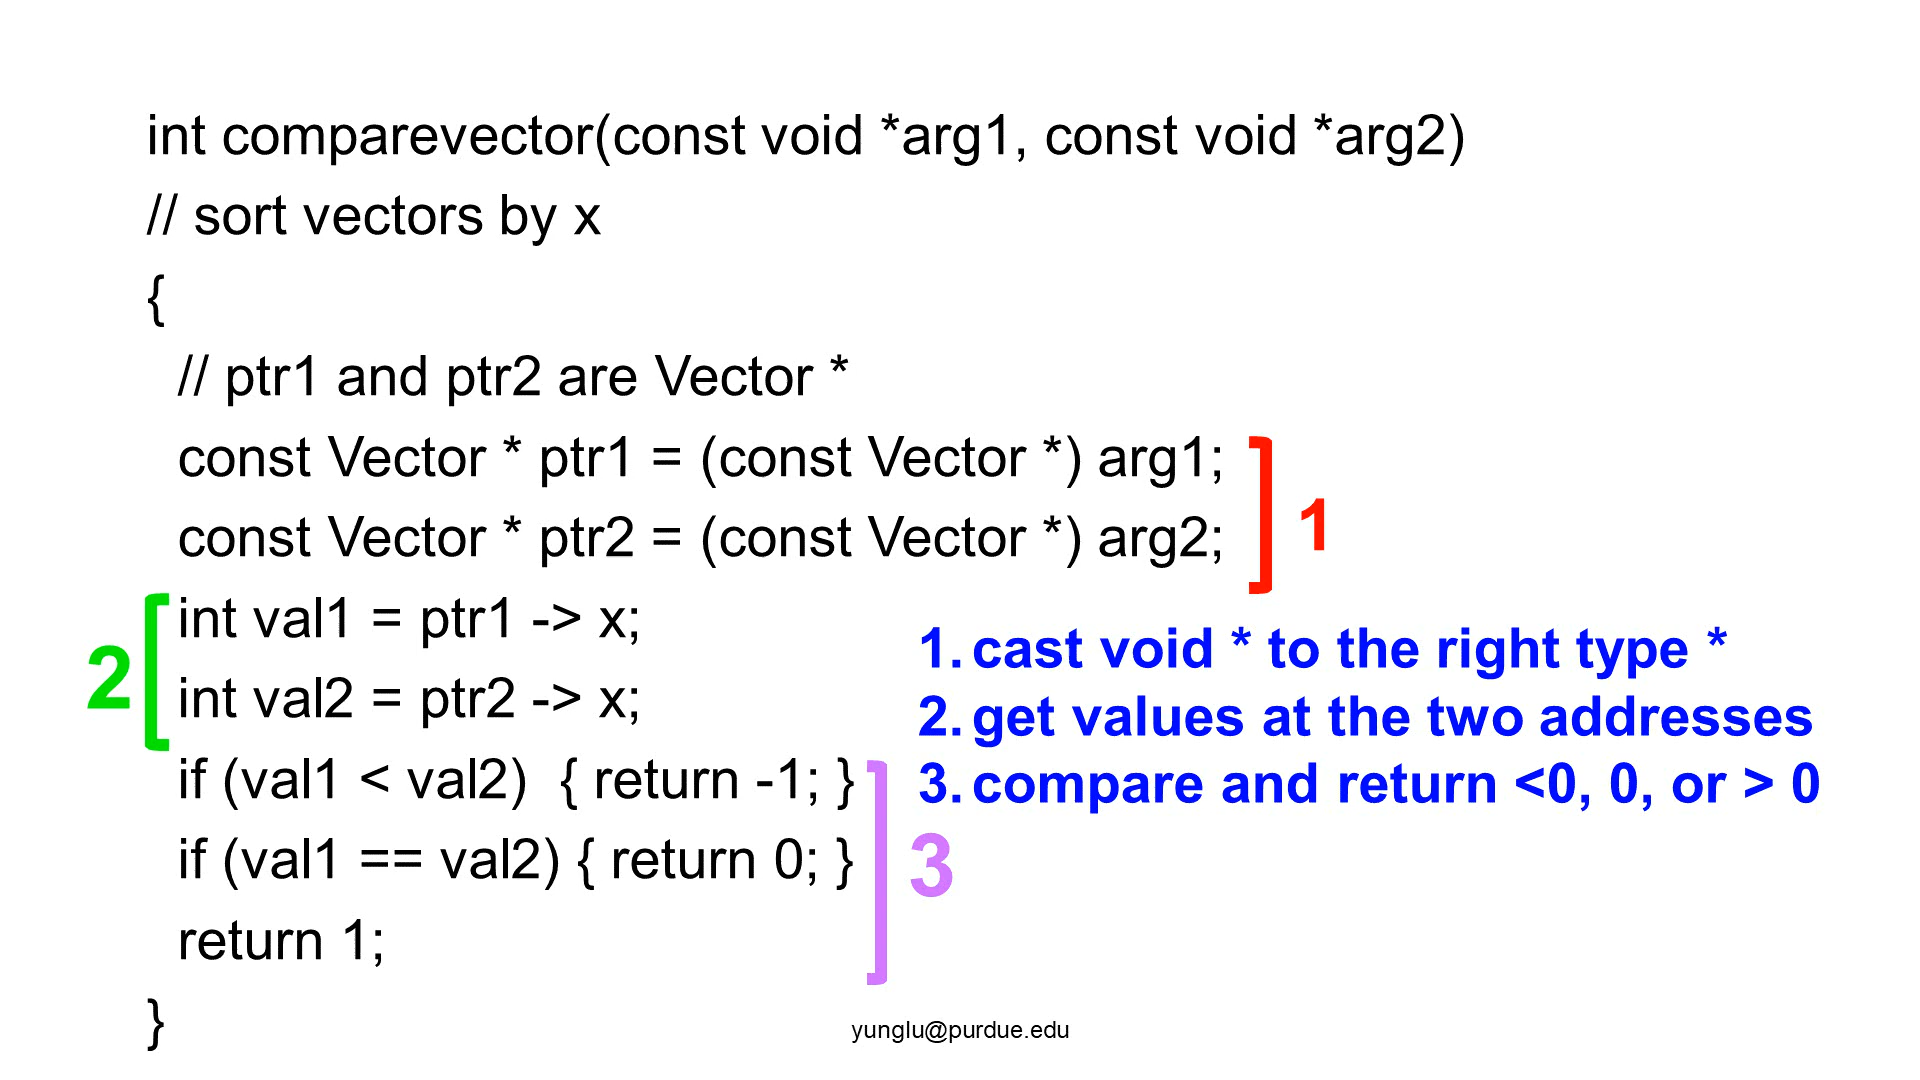 int comparevector(const void *arg1, const void *arg2)
// sort vectors by x
{
// ptr1 and ptr2 are Vector *
const Vector * ptr1 = (const Vector *) arg1;
const Vector * ptr2 = (const Vector *) arg2;
1
int val1 = ptr1 -> x;
int val2 = ptr2 -> x;
2
if (val1 < val2)  { return -1; }
if (val1 == val2) { return 0; }
return 1;
3
}
1. cast void * to the right type *
2. get values at the two addresses
3. compare and return <0, 0, or > 0
yunglu@purdue.edu